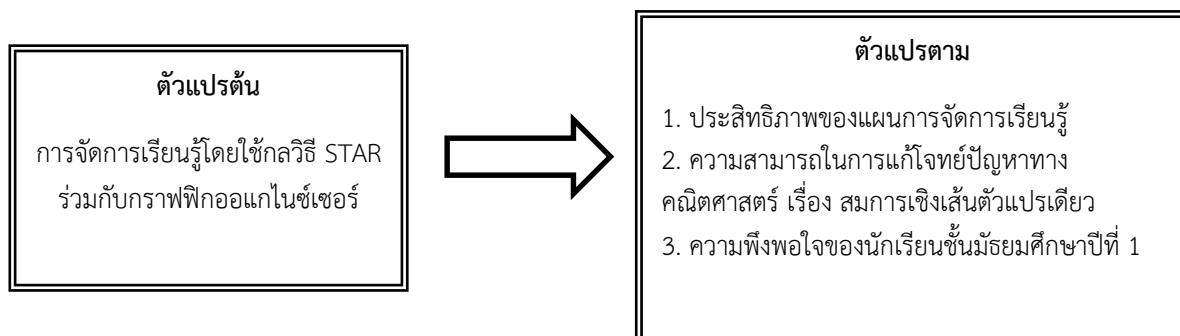 ตัวแปรต้น
การจัดการเรียนรู้โดยใช้กลวิธี STAR
ร่วมกับกราฟฟิกออแกไนซ์เซอร์
ตัวแปรตาม
1. ประสิทธิภาพของแผนการจัดการเรียนรู้
2. ความสามารถในการแก้โจทย์ปัญหาทาง
คณิตศาสตร์ เรื่อง สมการเชิงเส้นตัวแปรเดียว
3. ความพึงพอใจของนักเรียนชั้นมัธยมศึกษาปีที่ 1